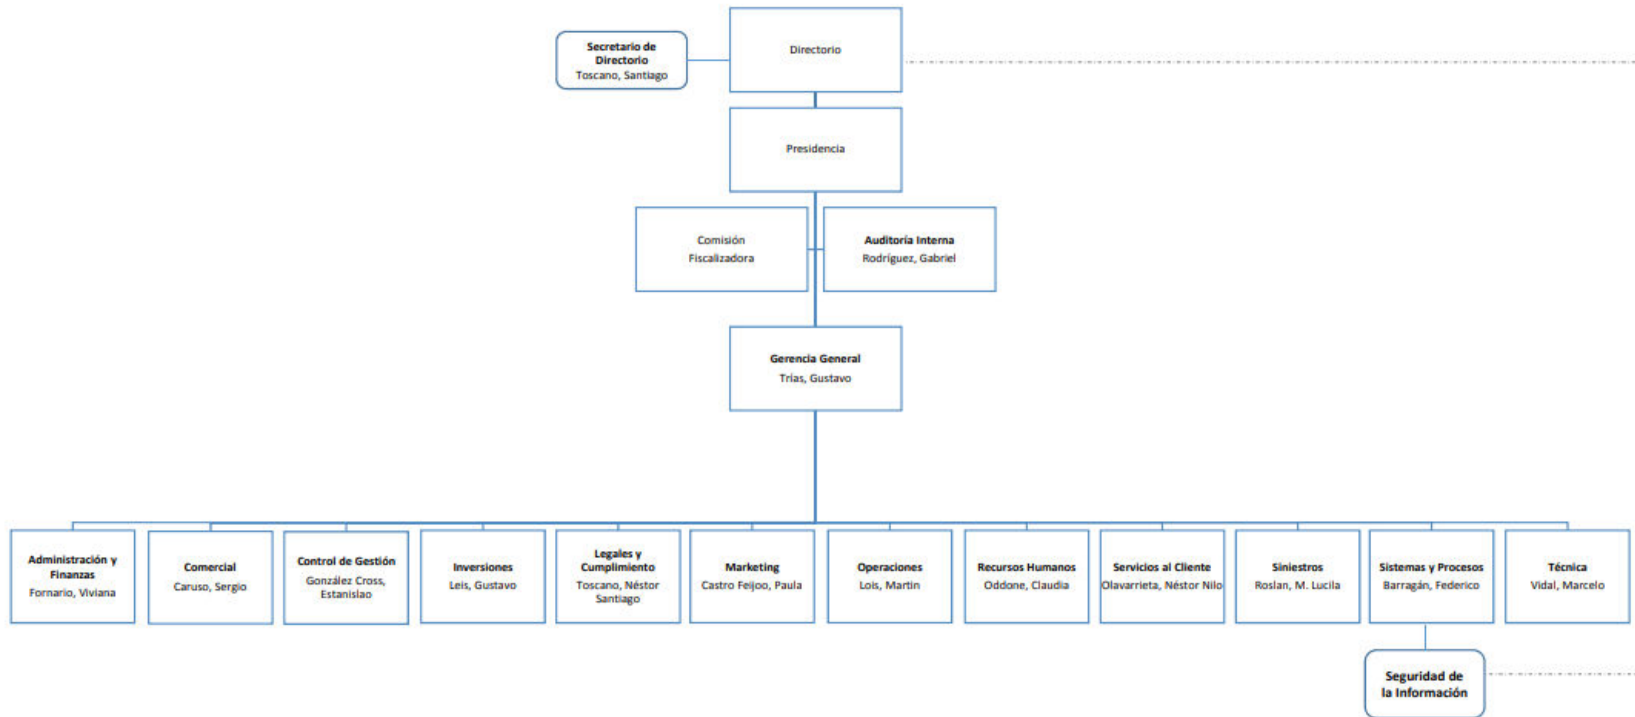 Secretario de
Directorio
Toscano, Santiago
Directorio
Presidencia
Comisión
Fiscalizadora
Auditoría Interna
Rodríguez, Gabriel
Gerencia General
Trías, Gustavo
Administración y
Finanzas
Fornario, Viviana
Comercial
Caruso, Sergio
Control de Gestión
González Cross,
Estanislao
Inversiones
Leis, Gustavo
Legales y
Cumplimiento
Toscano, Néstor
Santiago
Marketing
Castro Feijoo, Paula
Operaciones
Lois, Martin
Recursos Humanos
Oddone, Claudia
Servicios al Cliente
Olavarrieta, Néstor Nilo
Siniestros
Roslan, M. Lucila
Sistemas y Procesos
Barragán, Federico
Técnica
Vidal, Marcelo
Seguridad de
la Información